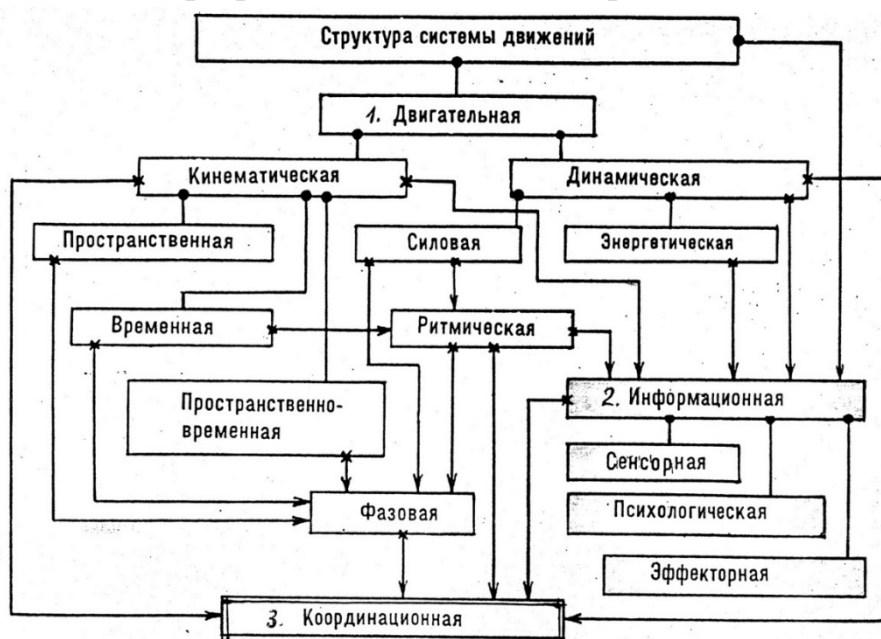 Структура системы движений
1. Двигательная
Кинематическая
Динамическая
Пространственная
Силовая
Энергетическая
Временная
Ритмическая
Пространственно-
временная
2. Информационная
Сенсорная
Фазовая
Психологическая
Эффекторная
3. Координационная